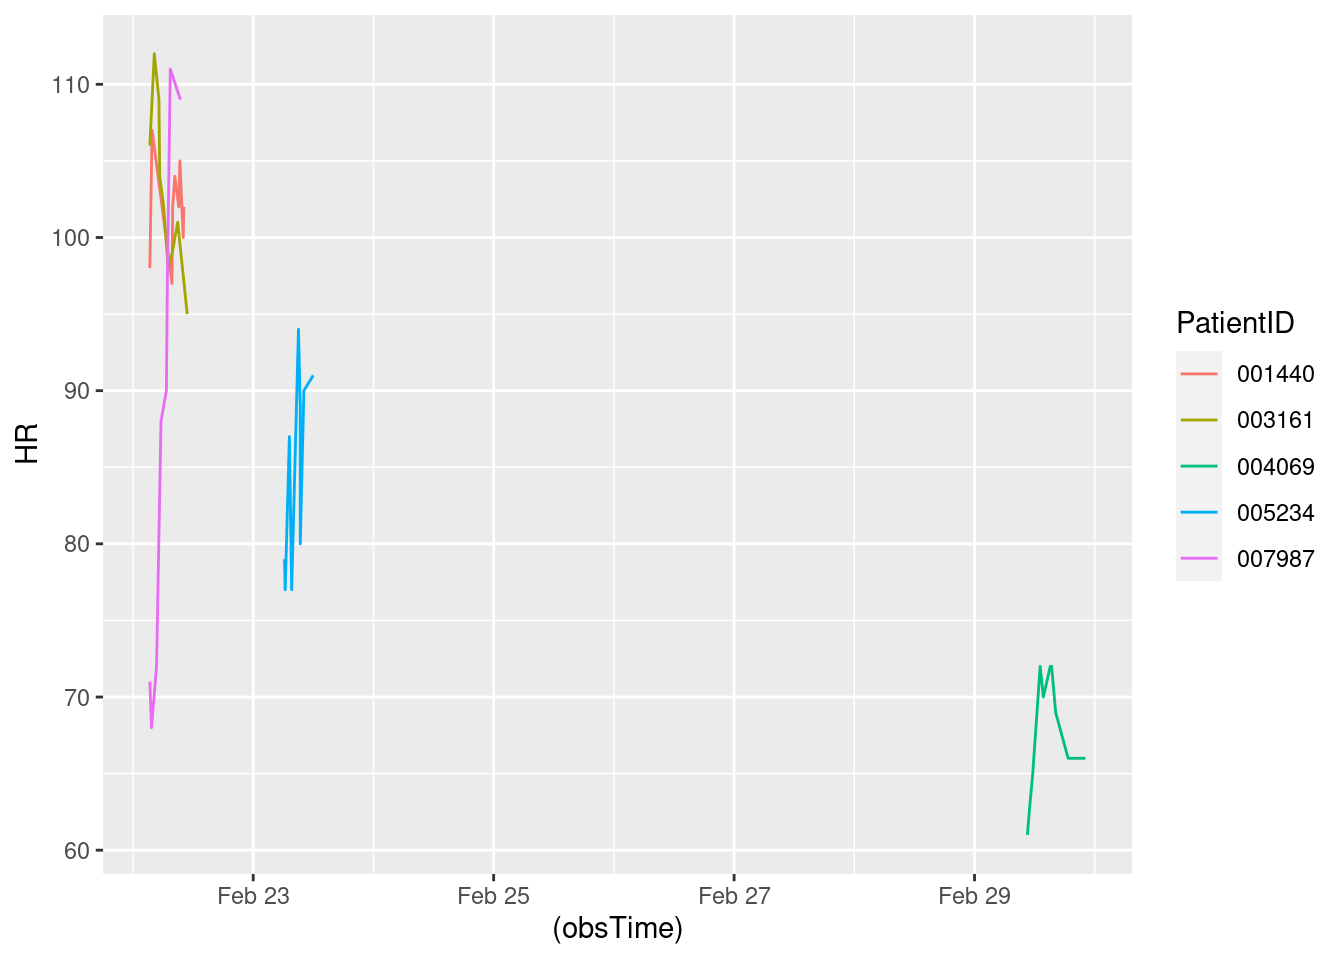 110
100
90
80
70
60
HR
Feb 23
Feb 25
Feb 27
Feb 29
(obsTime)
PatientID
001440
003161
004069
005234
007987